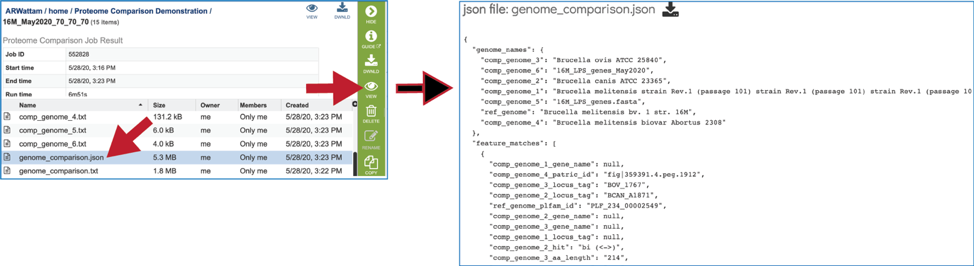 ARWattam / home / Proteome Comparison Demonstration /
16M_May2020_70_70_70 (15 items)
VIEW
DWNLD
Proteome Comparison Job Result
Job ID 552828
Start time 5/28/20, 3:16 PM
End time 5/28/20, 3:23 PM
Run time 6m51s
Name Size Owner Members Created
comp_genome_4.txt 131.2 kB me Only me 5/28/20, 3:23 PM
comp_genome_5.txt 6.0 kB me Only me 5/28/20, 3:23 PM
comp_genome_6.txt 4.0 kB me Only me 5/28/20, 3:23 PM
genome_comparison.json 5.3 MB me Only me 5/28/20, 3:23 PM
genome_comparison.txt 1.8 MB me Only me 5/28/20, 3:22 PM
HIDE
GUIDE
DWNLD
VIEW
DELETE
RENAME
COPY
json file: genome_comparison.json
{
"genome_names": {
"comp_genome_3": "Brucella ovis ATCC 25840",
"comp_genome_6": "16M_LPS_genes_May2020",
"comp_genome_2": "Brucella canis ATCC 23365",
"comp_genome_1": "Brucella melitensis strain Rev.1 (passage 101) strain Rev.1 (passage 101) strain Rev.1 (passage 10
"comp_genome_5": "16M_LPS_genes.fasta",
"ref_genome": "Brucella melitensis bv. 1 str. 16M",
"comp_genome_4": "Brucella melitensis biovar Abortus 2308"
},
"feature_matches": [
{
"comp_genome_1_gene_name": null,
"comp_genome_4_patric_id": "fig|359391.4.peg.1912",
"comp_genome_3_locus_tag": "BOV_1767",
"comp_genome_2_locus_tag": "BCAN_A1871",
"ref_genome_plfam_id": "PLF_234_00002549",
"comp_genome_2_gene_name": null,
"comp_genome_3_gene_name": null,
"comp_genome_1_locus_tag": null,
"comp_genome_2_hit": "bi (<->)",
"comp_genome_3_aa_length": "214",